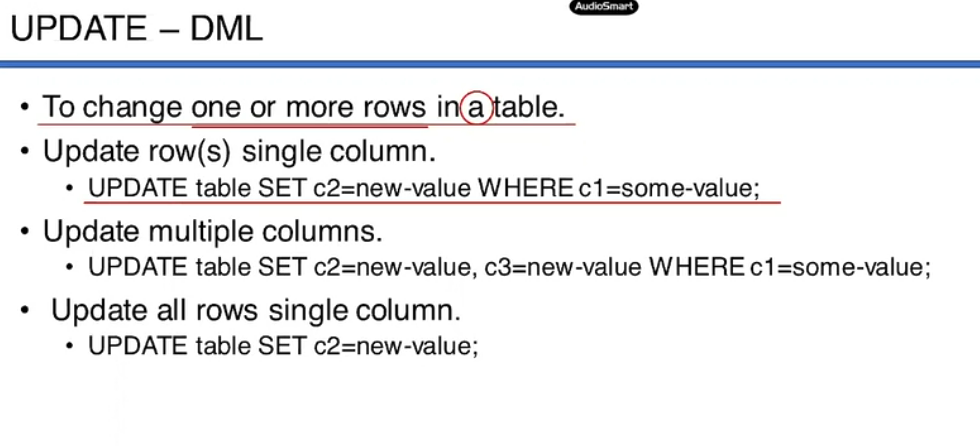 AudioSmart
UPDATE – DML
• To change one or more rows in a table.
• Update row(s) single column.
• UPDATE table SET c2=new-value WHERE c1=some-value;
• Update multiple columns.
• UPDATE table SET c2=new-value, c3=new-value WHERE c1=some-value;
• Update all rows single column.
• UPDATE table SET c2=new-value;